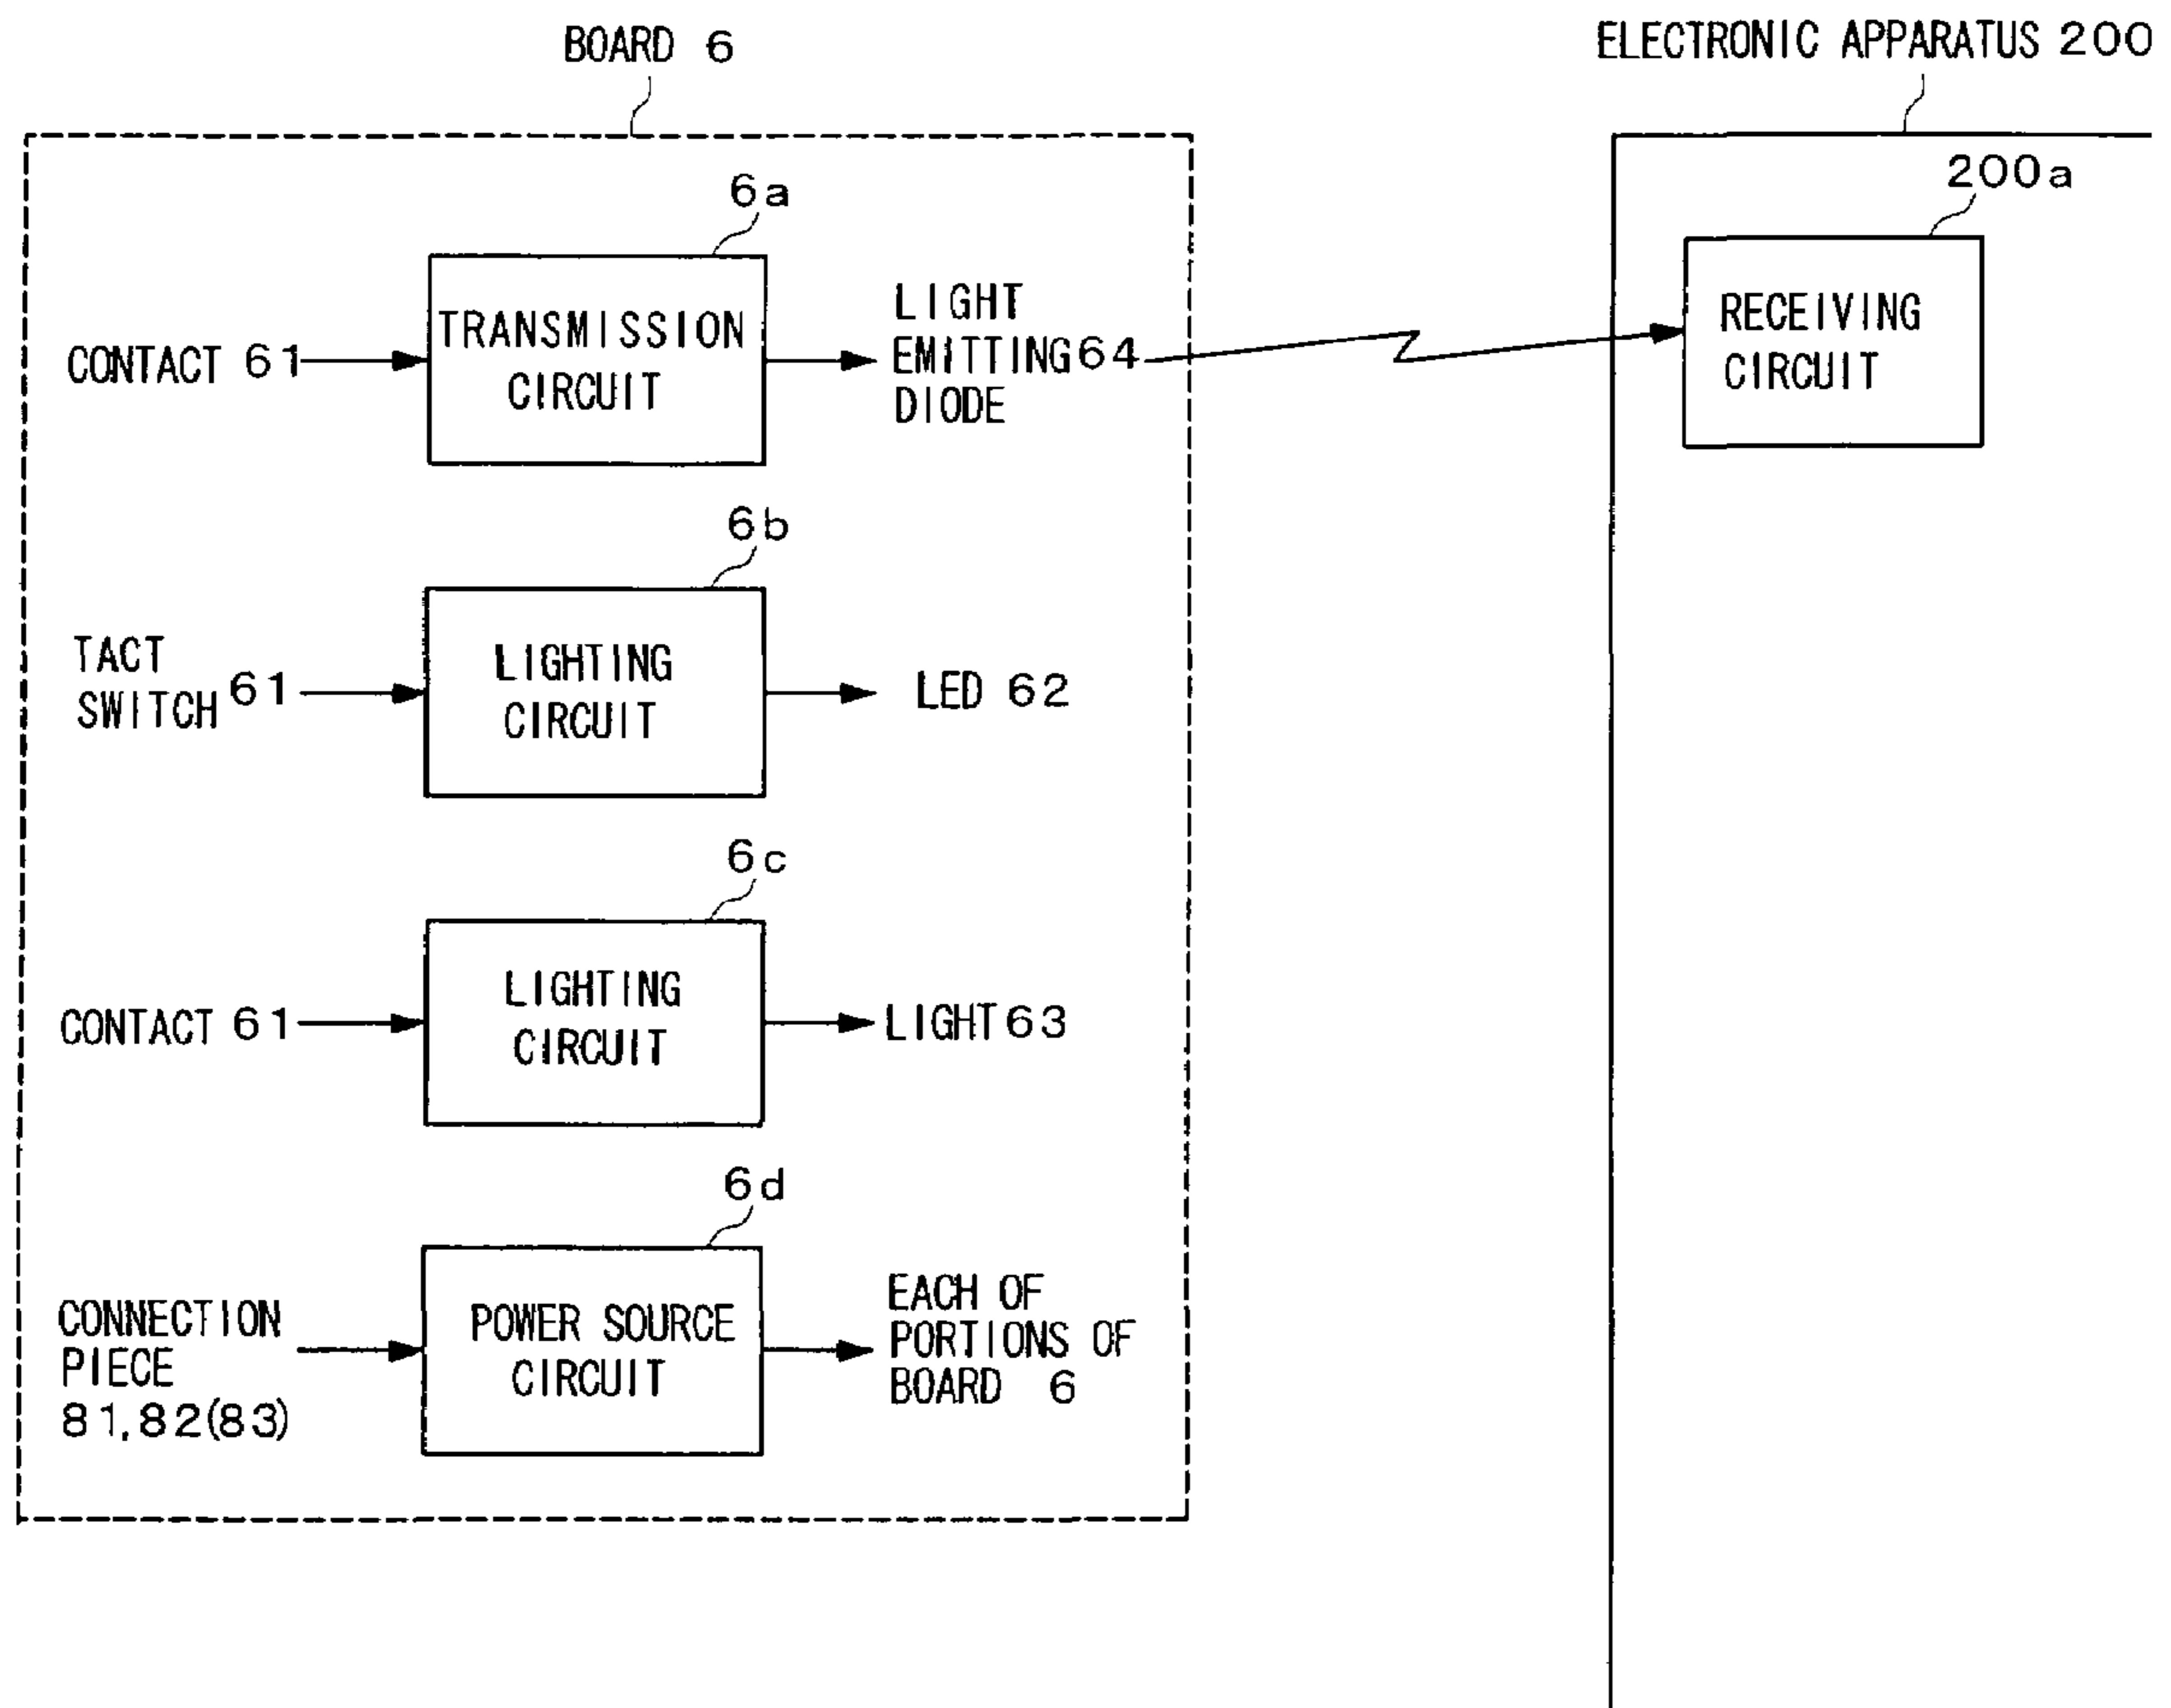 BOARD 6
ELECTRONIC APPARATUS 200
6a
200a
CONTACT 61
TRANSMISSION
CIRCUIT
LIGHT
EMITTING 64
DIODE
RECEIVING
CIRCUIT
6b
TACT
SWITCH 61
LIGHTING
CIRCUIT
LED 62
6c
CONTACT 61
LIGHTING
CIRCUIT
LIGHT 63
6d
CONNECTION
PIECE
81,82(83)
POWER SOURCE
CIRCUIT
EACH OF
PORTIONS OF
BOARD 6